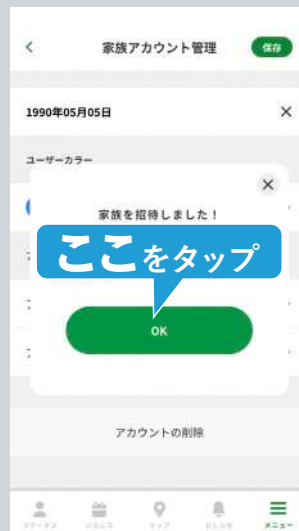 家族アカウント管理
保存
1990年05月05日
ユーザーカラー
家族を招待しました！
ここをタップ
OK
アカウントの削除
メニュー